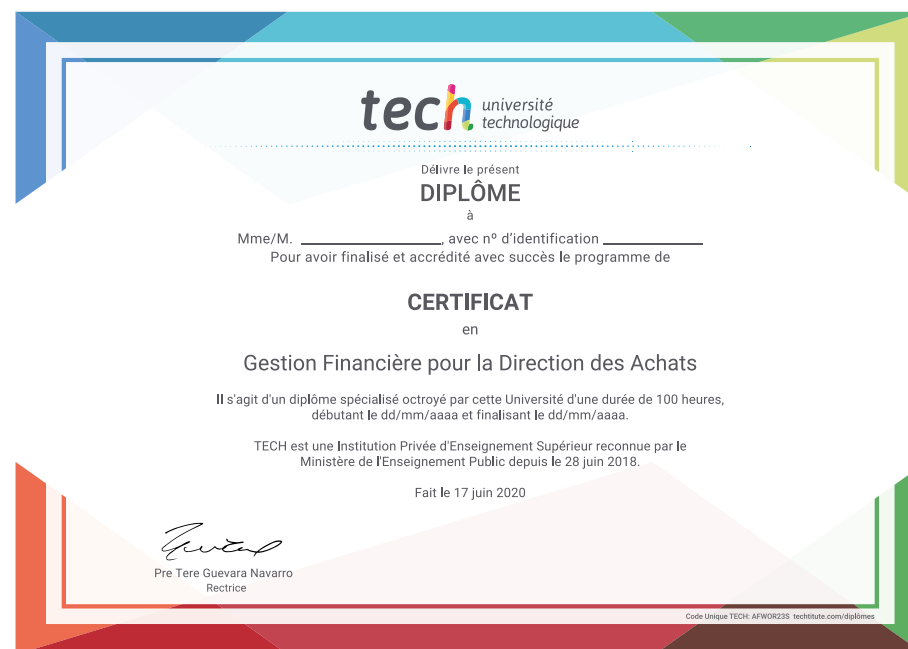 tech université
technologique
Délivre le présent
DIPLÔME
à
Mme/M. ____________________, avec nº d'identification ______________
Pour avoir finalisé et accrédité avec succès le programme de
CERTIFICAT
en
Gestion Financière pour la Direction des Achats
Il s'agit d'un diplôme spécialisé octroyé par cette Université d'une durée de 100 heures,
débutant le dd/mm/aaaa et finalisant le dd/mm/aaaa.
TECH est une Institution Privée d'Enseignement Supérieur reconnue par le
Ministère de l'Enseignement Public depuis le 28 juin 2018.
Fait le 17 juin 2020
Pre Tere Guevara Navarro
Rectrice
Code Unique TECH: AFWOR23S techtitute.com/diplômes